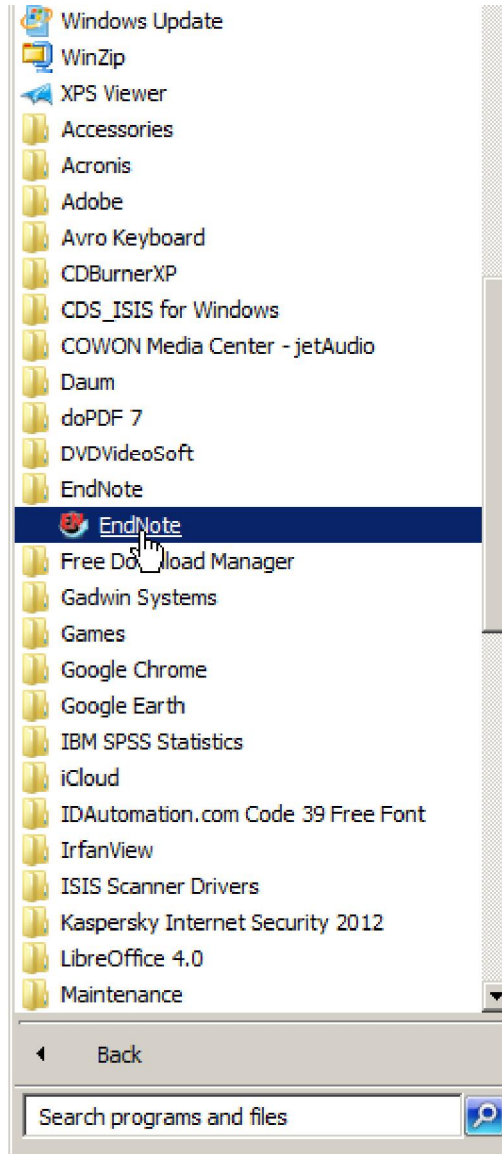 Windows Update
WinZip
XPS Viewer
Accessories
Acronis
Adobe
Avro Keyboard
CDBurnerXP
CDS_ISIS for Windows
COWON Media Center - jetAudio
Daum
doPDF 7
DVDVideoSoft
EndNote
EndNote
Free Download Manager
Gadwin Systems
Games
Google Chrome
Google Earth
IBM SPSS Statistics
iCloud
IDAutomation.com Code 39 Free Font
IrfanView
ISIS Scanner Drivers
Kaspersky Internet Security 2012
LibreOffice 4.0
Maintenance
Back
Search programs and files